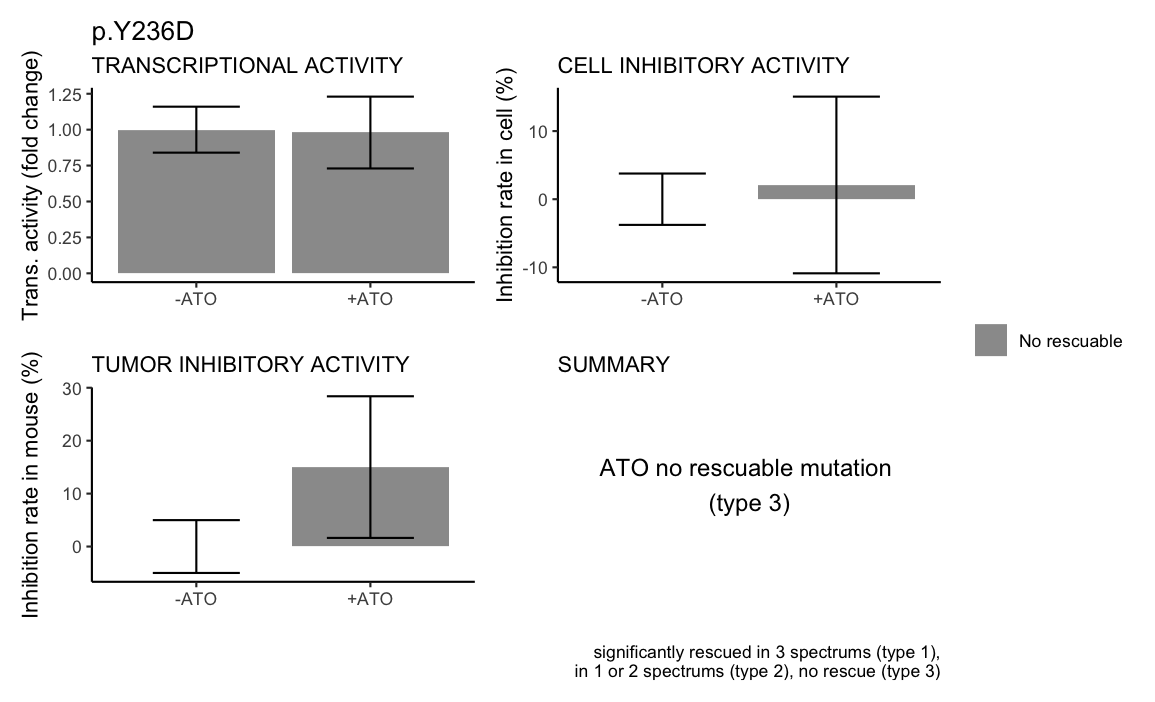 p.Y236D
TRANSCRIPTIONAL ACTIVITY
Trans. activity (fold change)
1.25
1.00
0.75
0.50
0.25
0.00
-ATO
+ATO
CELL INHIBITORY ACTIVITY
Inhibition rate in cell (%)
10
0
-10
-ATO
+ATO
No rescuable
TUMOR INHIBITORY ACTIVITY
Inhibition rate in mouse (%)
30
20
10
0
-ATO
+ATO
SUMMARY
ATO no rescuable mutation
(type 3)
significantly rescued in 3 spectrums (type 1),
in 1 or 2 spectrums (type 2), no rescue (type 3)